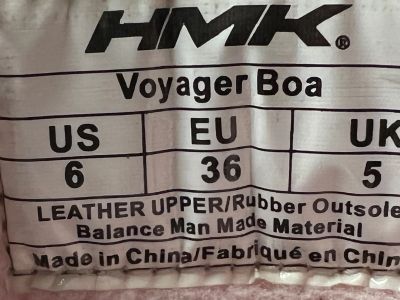 HMK®
Voyager Boa
US EU UK
6 36 5
LEATHER UPPER/Rubber Outsole
Balance Man Made Material
Made in China/Fabriqué en Chin